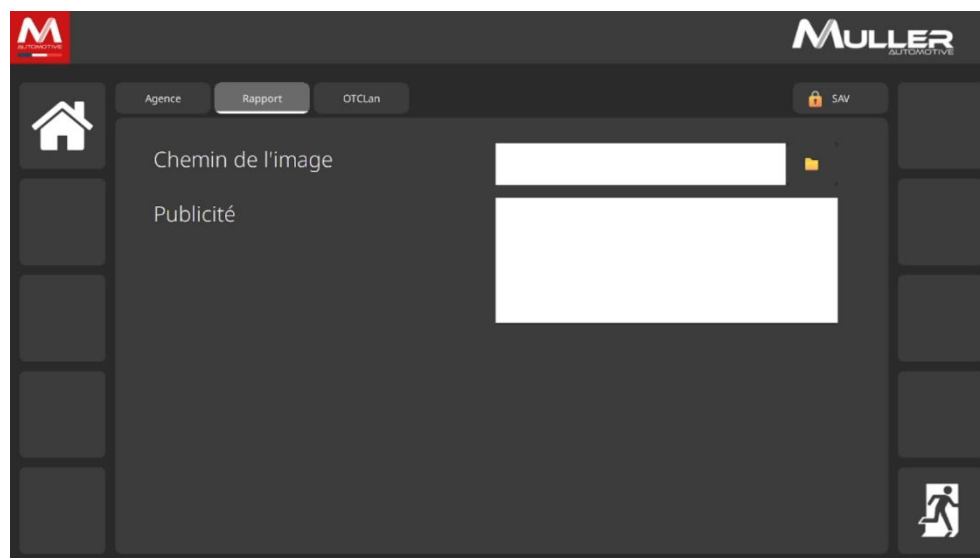 M
AUTOMOTIVE
MULLER
AUTOMOTIVE
Agence
Rapport
OTCLan
SAV
Chemin de l'image
Publicité